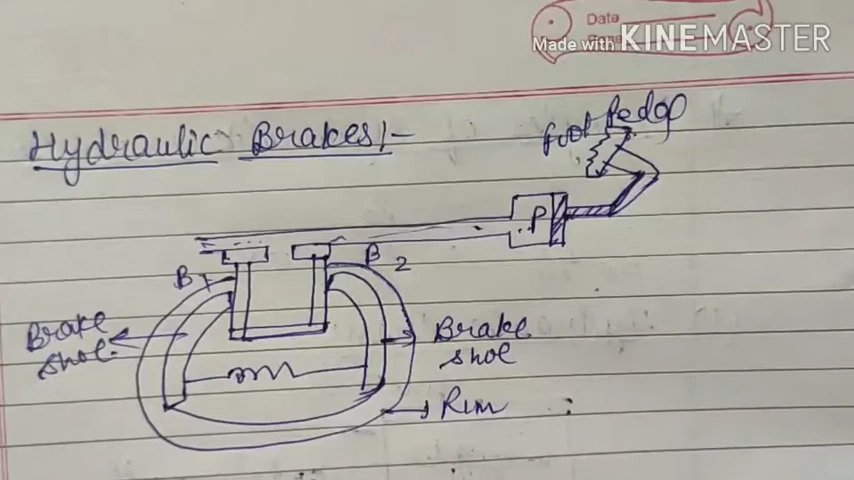 Data
Made with KINEMASTER
Hydraulic Brakes:-
foot Pedal
P
B1
B2
Brake
shoe
Brake
shoe
Rim